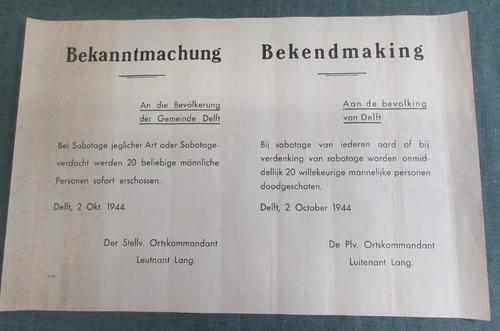 Bekanntmachung
An die Bevölkerung
der Gemeinde Delft
Bei Sabotage jeglicher Art oder Sabotage-
verdacht werden 20 beliebige männliche
Personen sofort erschossen.
Delft, 2 Okt. 1944.
Der Stellv. Ortskommandant
Leutnant Lang.
Bekendmaking
Aan de bevolking
van Delft
Bij sabotage van iederen aard of bij
verdenking van sabotage worden onmid-
dellijk 20 willekeurige mannelijke personen
doodgeschoten.
Delft, 2 October 1944
De Plv. Ortskommandant
Luitenant Lang.